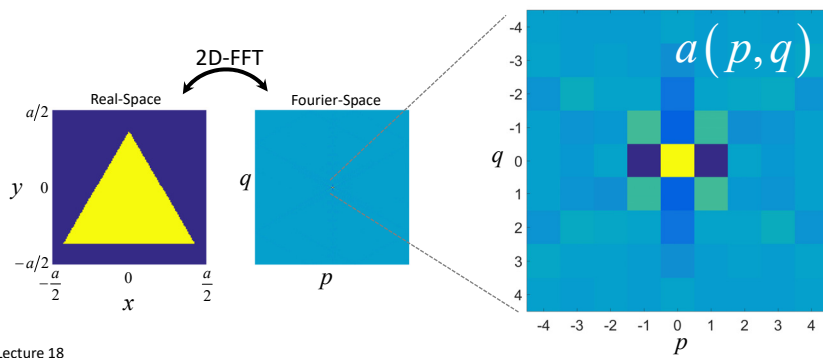 2D-FFT
Real-Space
Fourier-Space
a/2
y 0
-a/2
-a/2 0 a/2
x
q
p
a(p,q)
-4
-3
-2
-1
q 0
1
2
3
4
-4 -3 -2 -1 0 1 2 3 4
p
ecture 18